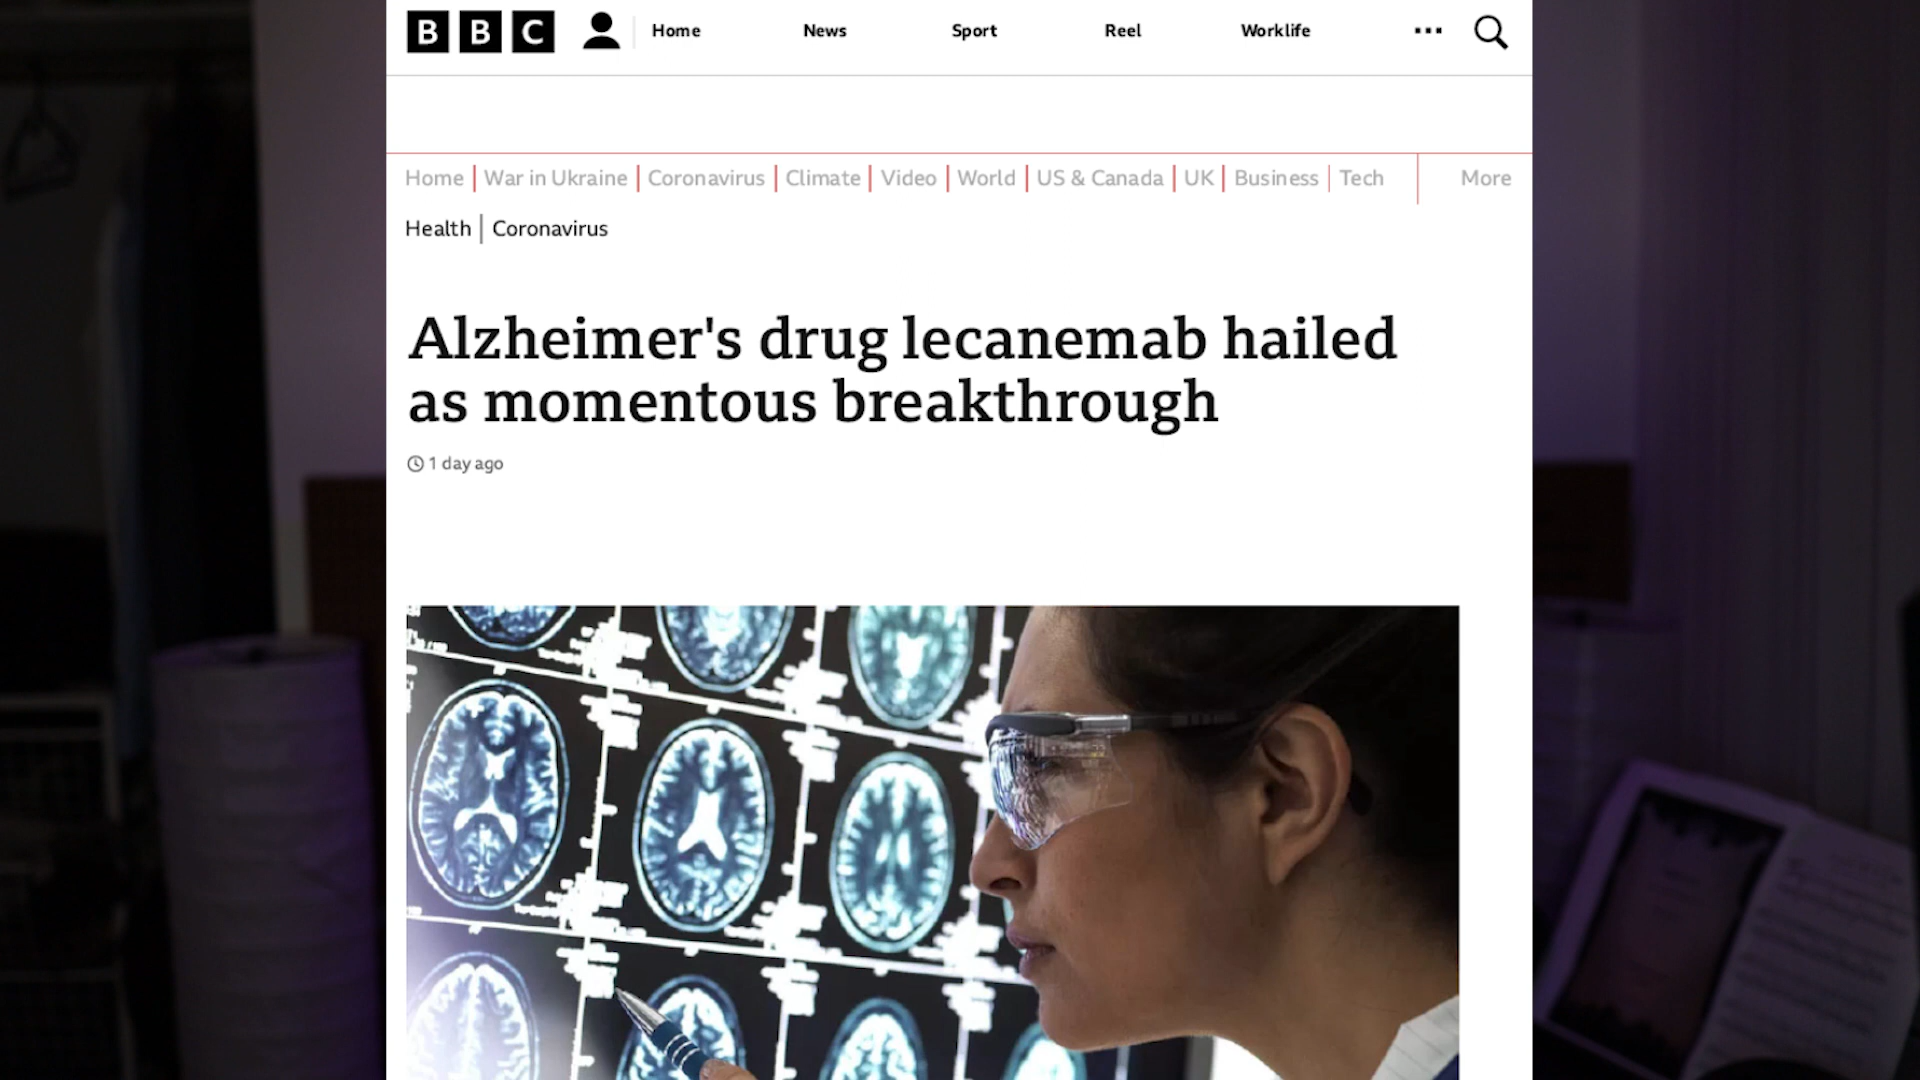 BBC Home News Sport Reel Worklife
Home War in Ukraine Coronavirus Climate Video World US & Canada UK Business Tech More
Health Coronavirus
Alzheimer's drug lecanemab hailed
as momentous breakthrough
1 day ago